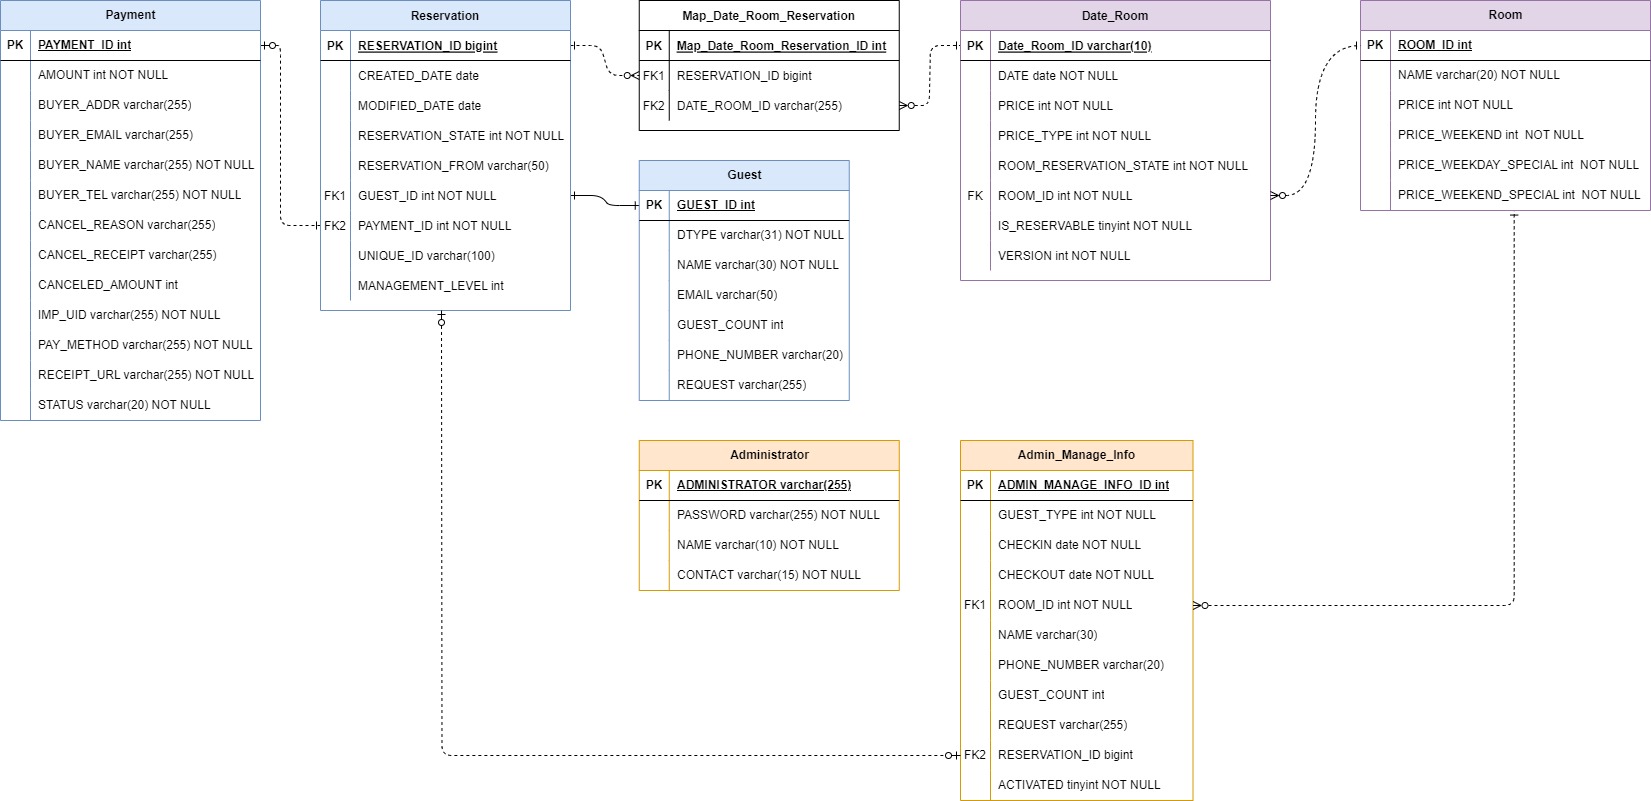 Payment
PK PAYMENT_ID int
AMOUNT int NOT NULL
BUYER_ADDR varchar(255)
BUYER_EMAIL varchar(255)
BUYER_NAME varchar(255) NOT NULL
BUYER_TEL varchar(255) NOT NULL
CANCEL_REASON varchar(255)
CANCEL_RECEIPT varchar(255)
CANCELED_AMOUNT int
IMP_UID varchar(255) NOT NULL
PAY_METHOD varchar(255) NOT NULL
RECEIPT_URL varchar(255) NOT NULL
STATUS varchar(20) NOT NULL
Reservation
PK RESERVATION_ID bigint
CREATED_DATE date
MODIFIED_DATE date
RESERVATION_STATE int NOT NULL
RESERVATION_FROM varchar(50)
FK1 GUEST_ID int NOT NULL
FK2 PAYMENT_ID int NOT NULL
UNIQUE_ID varchar(100)
MANAGEMENT_LEVEL int
Map_Date_Room_Reservation
PK Map_Date_Room_Reservation_ID int
FK1 RESERVATION_ID bigint
FK2 DATE_ROOM_ID varchar(255)
Guest
PK GUEST_ID int
DTYPE varchar(31) NOT NULL
NAME varchar(30) NOT NULL
EMAIL varchar(50)
GUEST_COUNT int
PHONE_NUMBER varchar(20)
REQUEST varchar(255)
Date_Room
PK Date_Room_ID varchar(10)
DATE date NOT NULL
PRICE int NOT NULL
PRICE_TYPE int NOT NULL
ROOM_RESERVATION_STATE int NOT NULL
FK ROOM_ID int NOT NULL
IS_RESERVABLE tinyint NOT NULL
VERSION int NOT NULL
Room
PK ROOM_ID int
NAME varchar(20) NOT NULL
PRICE int NOT NULL
PRICE_WEEKEND int NOT NULL
PRICE_WEEKDAY_SPECIAL int NOT NULL
PRICE_WEEKEND_SPECIAL int NOT NULL
Administrator
PK ADMINISTRATOR varchar(255)
PASSWORD varchar(255) NOT NULL
NAME varchar(10) NOT NULL
CONTACT varchar(15) NOT NULL
Admin_Manage_Info
PK ADMIN_MANAGE_INFO_ID int
GUEST_TYPE int NOT NULL
CHECKIN date NOT NULL
CHECKOUT date NOT NULL
FK1 ROOM_ID int NOT NULL
NAME varchar(30)
PHONE_NUMBER varchar(20)
GUEST_COUNT int
REQUEST varchar(255)
FK2 RESERVATION_ID bigint
ACTIVATED tinyint NOT NULL